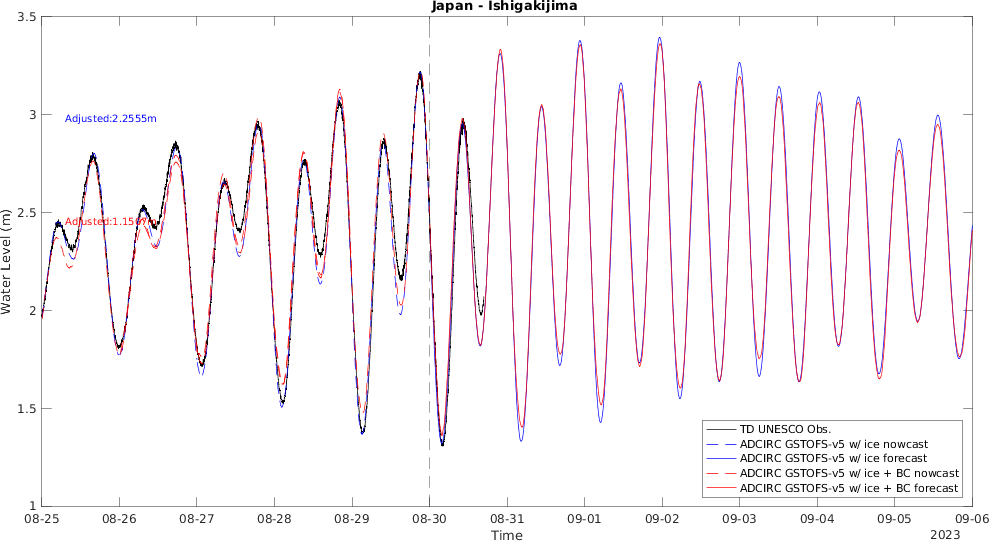 Japan - Ishigakijima
3.5
3
2.5
2
1.5
1
Water Level (m)
Adjusted:2.2555m
08-25
08-26
08-27
08-28
08-29
08-30
08-31
09-01
09-02
09-03
09-04
09-05
09-06
Time
2023
TD UNESCO Obs.
ADCIRC GSTOFS-v5 w/ ice nowcast
ADCIRC GSTOFS-v5 w/ ice forecast
ADCIRC GSTOFS-v5 w/ ice + BC nowcast
ADCIRC GSTOFS-v5 w/ ice + BC forecast